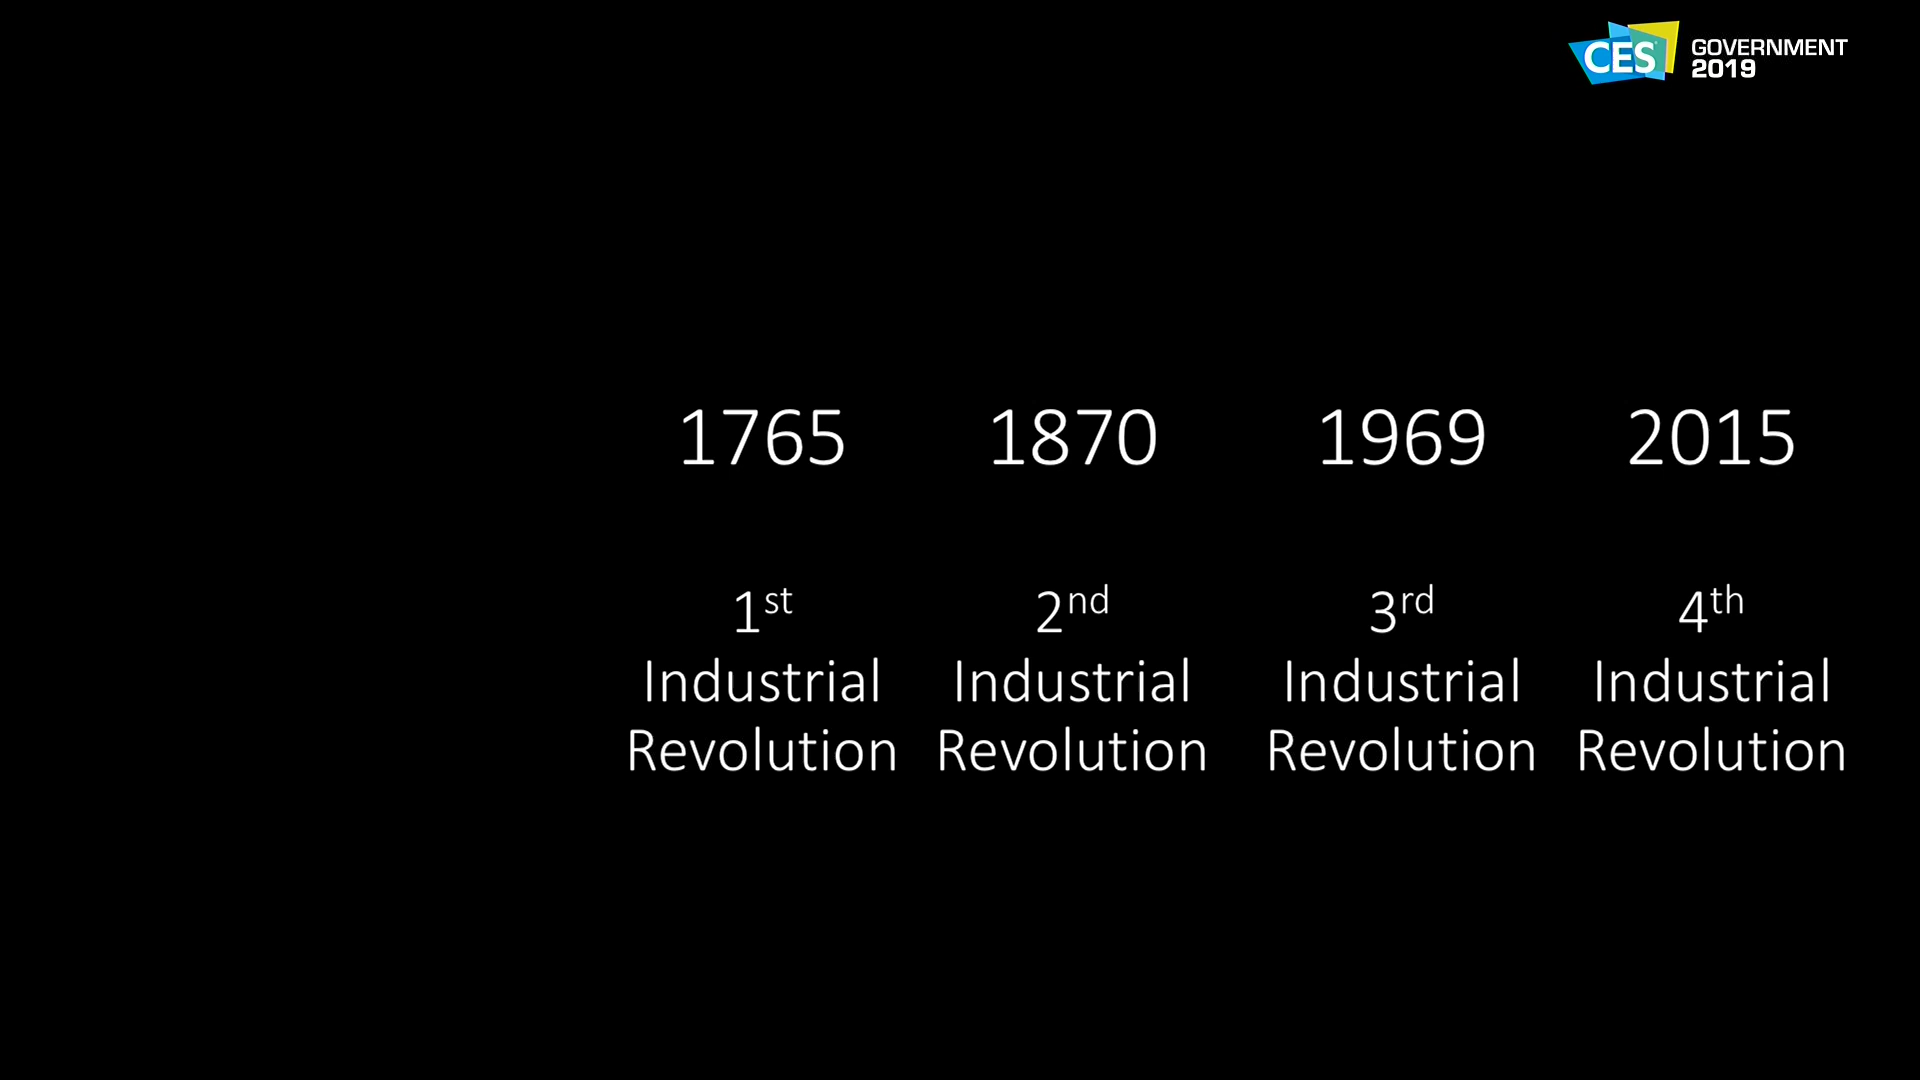 CES
GOVERNMENT
2019
1765
1870
1969
2015
1st
Industrial
Revolution
2nd
Industrial
Revolution
3rd
Industrial
Revolution
4th
Industrial
Revolution